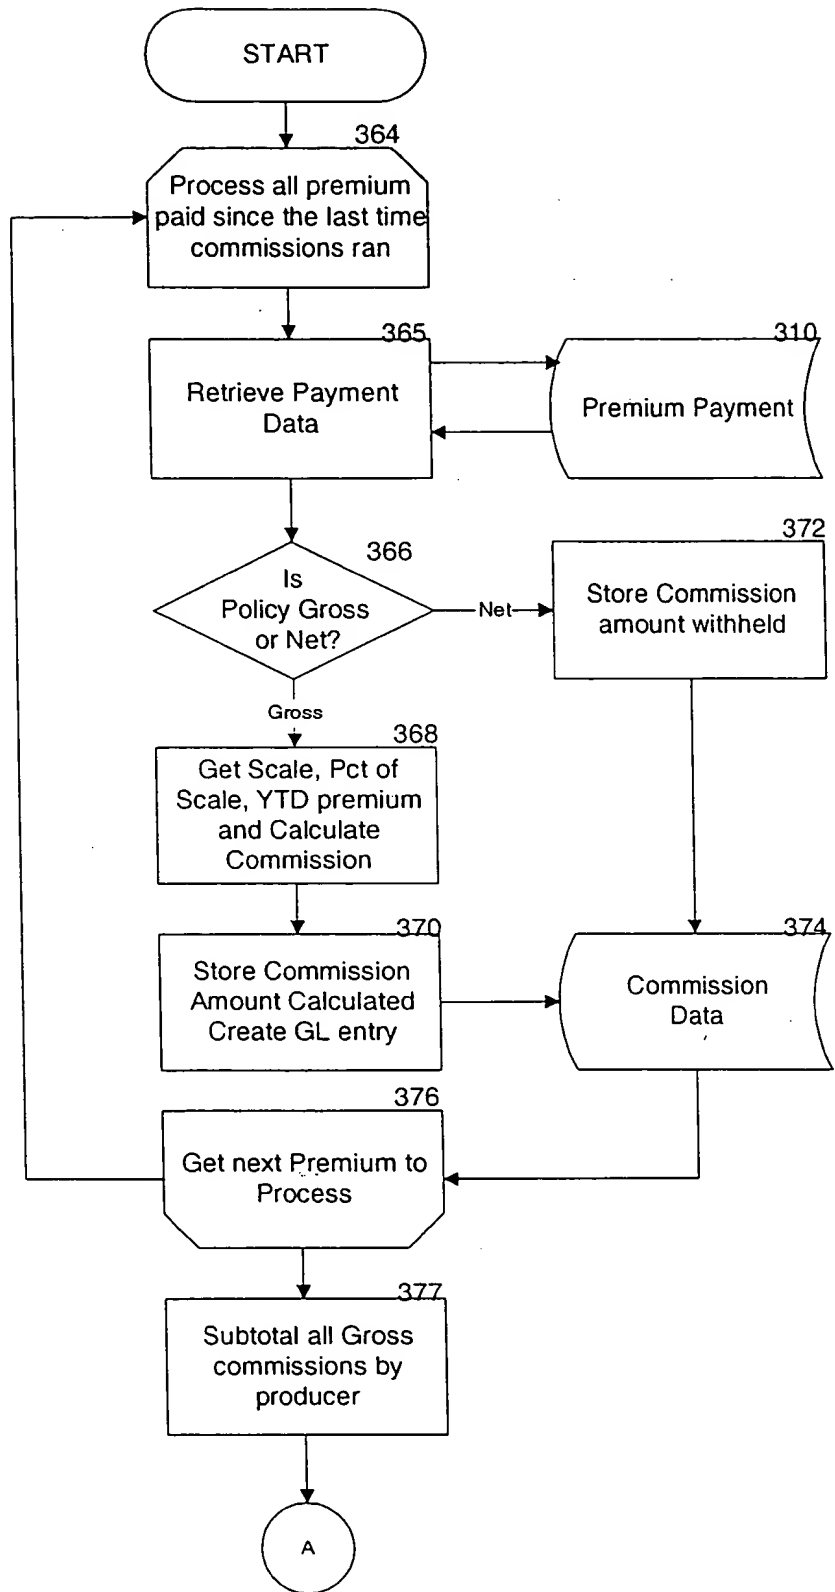 START
364
Process all premium
paid since the last time
commissions ran
365
310
Retrieve Payment
Data
Premium Payment
366
372
Is
Policy Gross
or Net?
Net
Store Commission
amount withheld
Gross
368
Get Scale, Pct of
Scale, YTD premium
and Calculate
Commission
370
374
Store Commission
Amount Calculated
Create GL entry
Commission
Data
376
Get next Premium to
Process
377
Subtotal all Gross
commissions by
producer
A